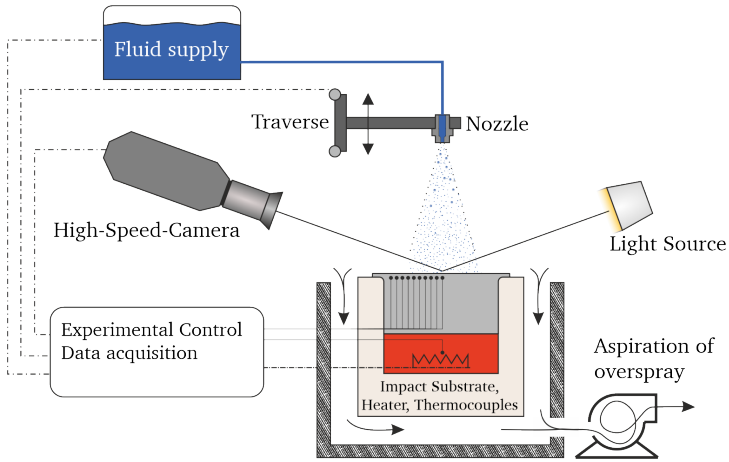 Fluid supply
Traverse
Nozzle
High-Speed-Camera
Light Source
Experimental Control
Data acquisition
Impact Substrate,
Heater, Thermocouples
Aspiration of
overspray